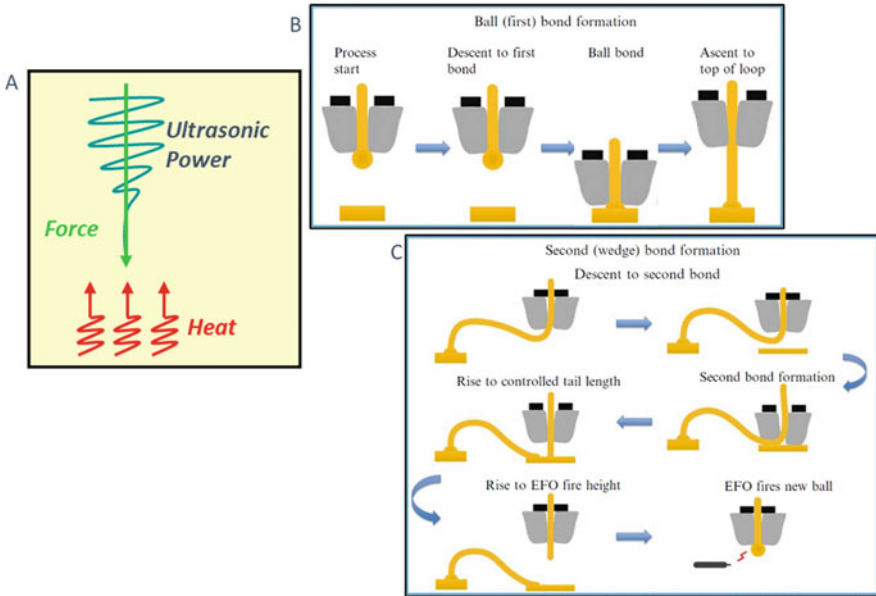 A
Ultrasonic
Power
Force
Heat
B
Ball (first) bond formation
Process
start
Descent to first
bond
Ball bond
Ascent to
top of loop
C
Second (wedge) bond formation
Descent to second bond
Rise to controlled tail length
Second bond formation
Rise to EFO fire height
EFO fires new ball